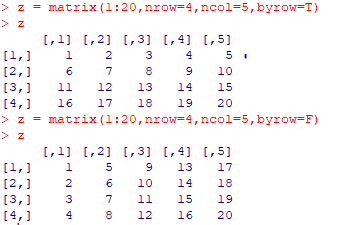 > z = matrix(1:20,nrow=4,ncol=5,byrow=T)
> z
     [,1] [,2] [,3] [,4] [,5]
[1,]    1    2    3    4    5
[2,]    6    7    8    9   10
[3,]   11   12   13   14   15
[4,]   16   17   18   19   20
> z = matrix(1:20,nrow=4,ncol=5,byrow=F)
> z
     [,1] [,2] [,3] [,4] [,5]
[1,]    1    5    9   13   17
[2,]    2    6   10   14   18
[3,]    3    7   11   15   19
[4,]    4    8   12   16   20